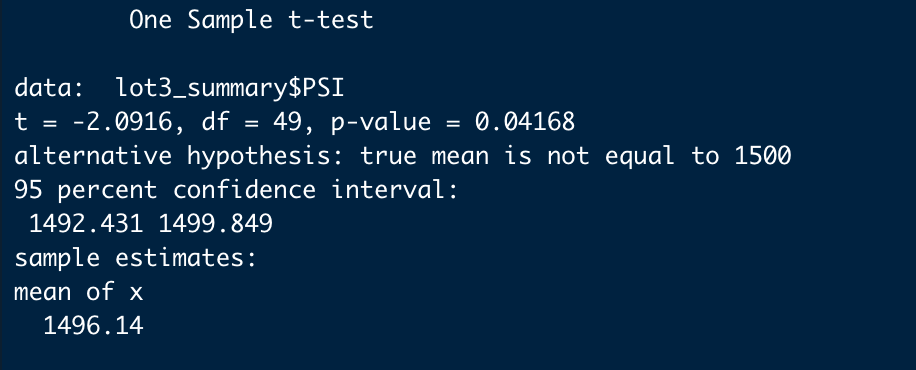 One Sample t-test
data: lot3_summary$PSI
t = -2.0916, df = 49, p-value = 0.04168
alternative hypothesis: true mean is not equal to 1500
95 percent confidence interval:
1492.431 1499.849
sample estimates:
mean of x
1496.14